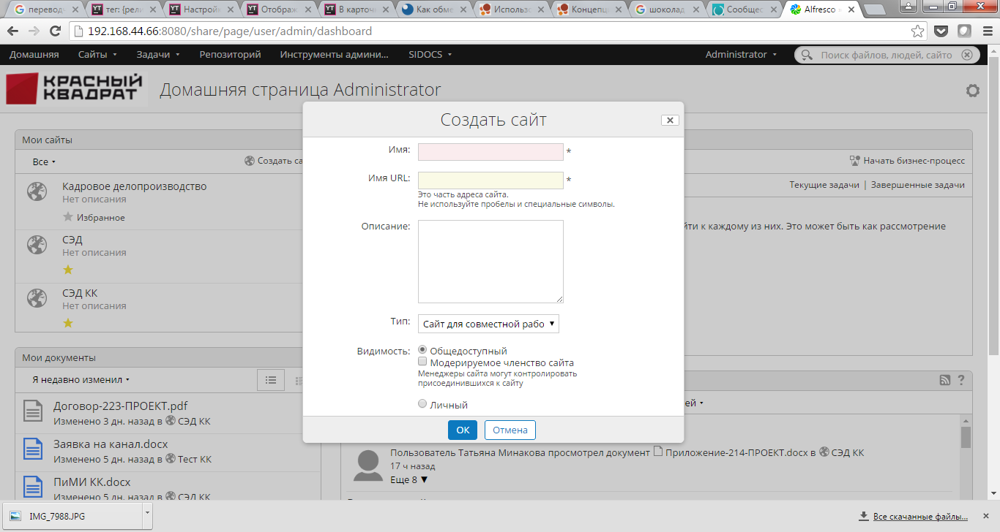 переводч
тег: {рели
Настройк
Отображ
В карточк
Как обме
Использо
Концепц
шоколад
Сообщес
Alfresco »
192.168.44.66:8080/share/page/user/admin/dashboard
Домашняя Сайты Задачи Репозиторий Инструменты админи... SIDOCS Administrator Поиск файлов, людей, сайто
КРАСНЫЙ
КВАДРАТ
Домашняя страница Administrator
Создать сайт
Имя: *
Имя URL: *
Это часть адреса сайта.
Не используйте пробелы и специальные символы.
Описание:
Тип: Сайт для совместной рабо
Видимость: Общедоступный
Модерируемое членство сайта
Менеджеры сайта могут контролировать
присоединившихся к сайту
Личный
OK Отмена
Мои сайты
Все Создать са
Кадровое делопроизводство
Нет описания
Избранное
СЭД
Нет описания
СЭД КК
Нет описания
Начать бизнес-процесс
Текущие задачи | Завершенные задачи
йти к каждому из них. Это может быть как рассмотрение
Мои документы
Я недавно изменил
Договор-223-ПРОЕКТ.pdf
Изменено 3 дн. назад в СЭД КК
Заявка на канал.docx
Изменено 5 дн. назад в Тест КК
ПиМИ КК.docx
Изменено 5 дн. назад в СЭД КК
?
ей
Пользователь Татьяна Минакова просмотрел документ Приложение-214-ПРОЕКТ.docx в СЭД КК
17 ч назад
Еще 8 ▼
IMG_7988.JPG
Все скачанные файлы...